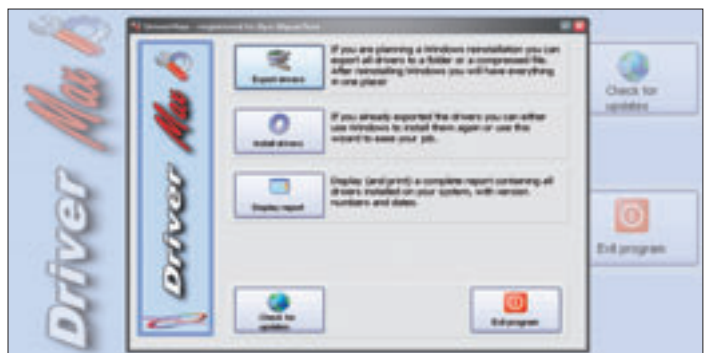 Driver Max
DriverMax - registered to
Driver Max
Export drivers
If you are planning a Windows reinstallation you can
export all drivers to a folder or a compressed file.
After reinstalling Windows you will have everything
in one place!
Install drivers
If you already exported the drivers you can either
use Windows to install them again or use this
wizard to ease your job.
Display report
Display (and print) a complete report containing all
drivers installed on your system, with version
numbers and dates.
Check for
updates
Exit program
Check for
updates
Exit program